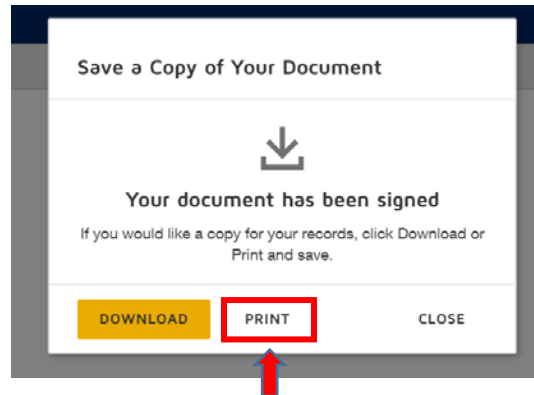 Save a Copy of Your Document
Your document has been signed
If you would like a copy for your records, click Download or
Print and save.
DOWNLOAD PRINT CLOSE